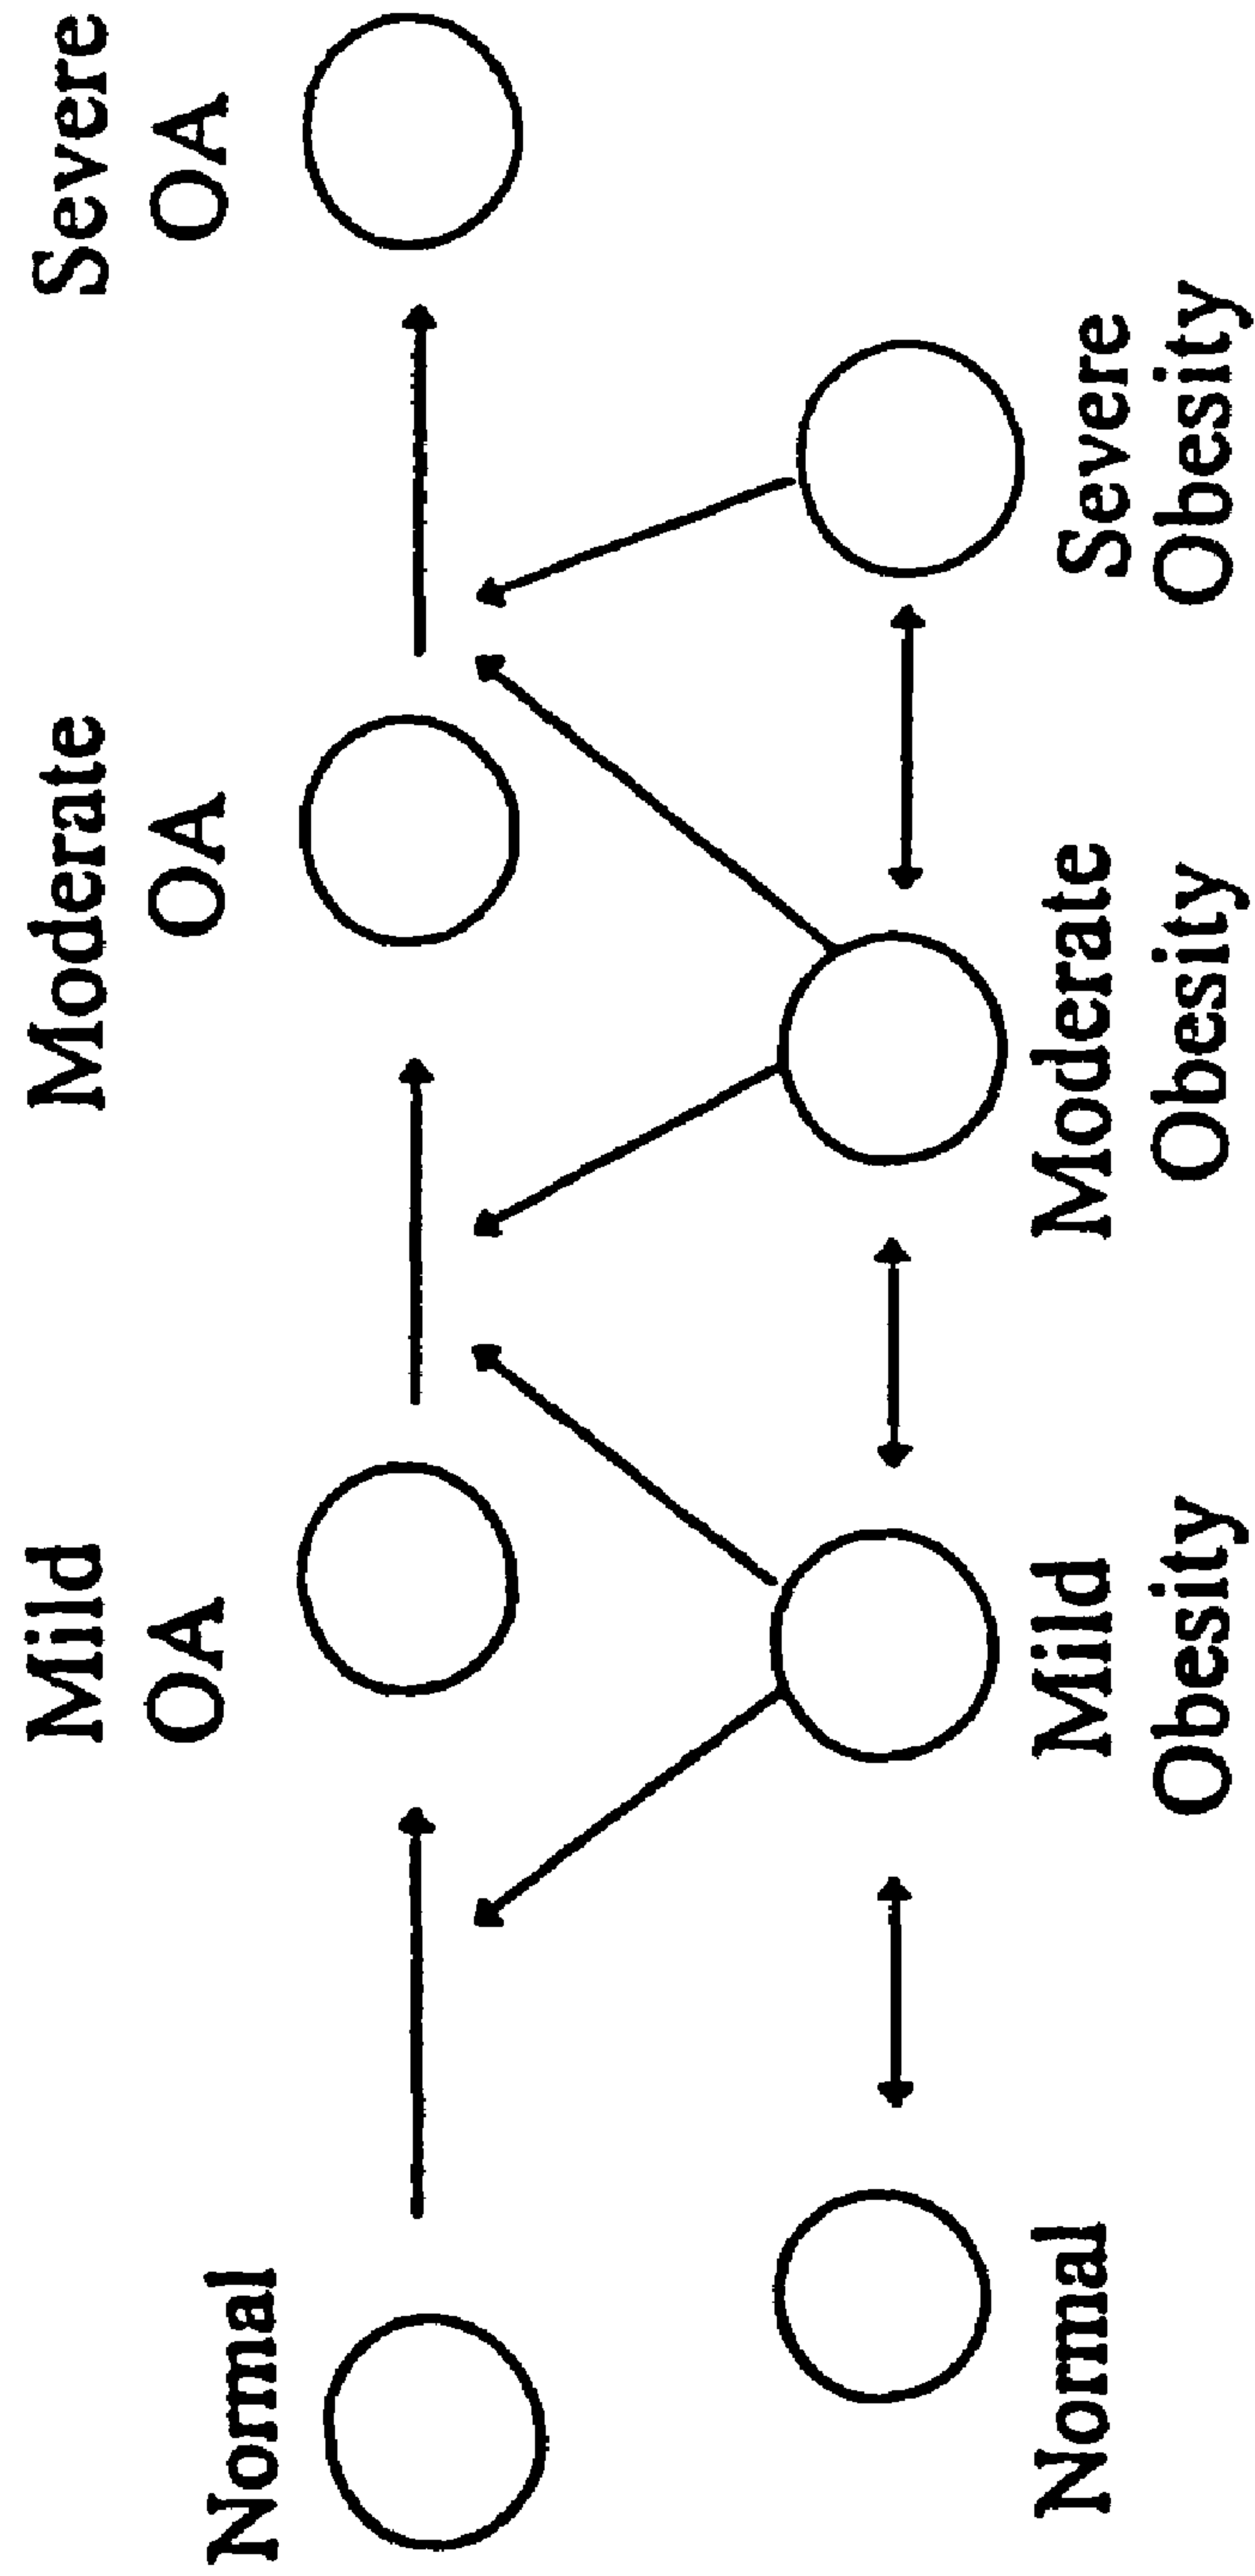 Normal
Mild
OA
Moderate
OA
Severe
OA
Normal
Mild
Obesity
Moderate
Obesity
Severe
Obesity